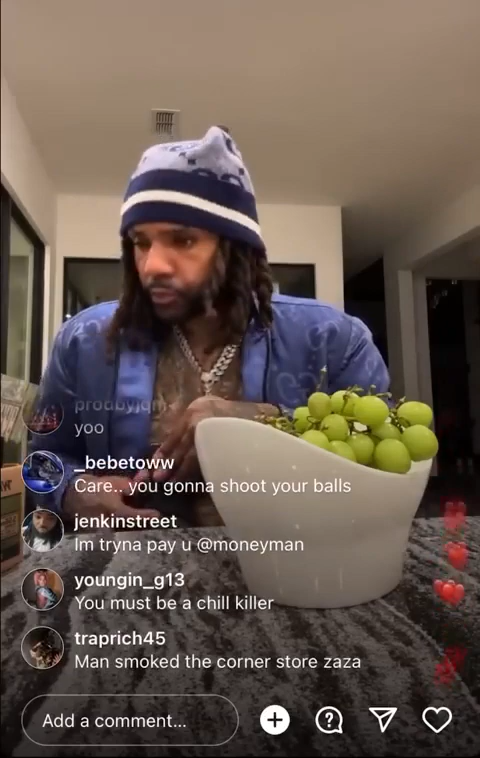 prodbyjqm
yoo
_bebetoww
Care.. you gonna shoot your balls
jenkinstreet
Im tryna pay u @moneyman
youngin_g13
You must be a chill killer
traprich45
Man smoked the corner store zaza
Add a comment...